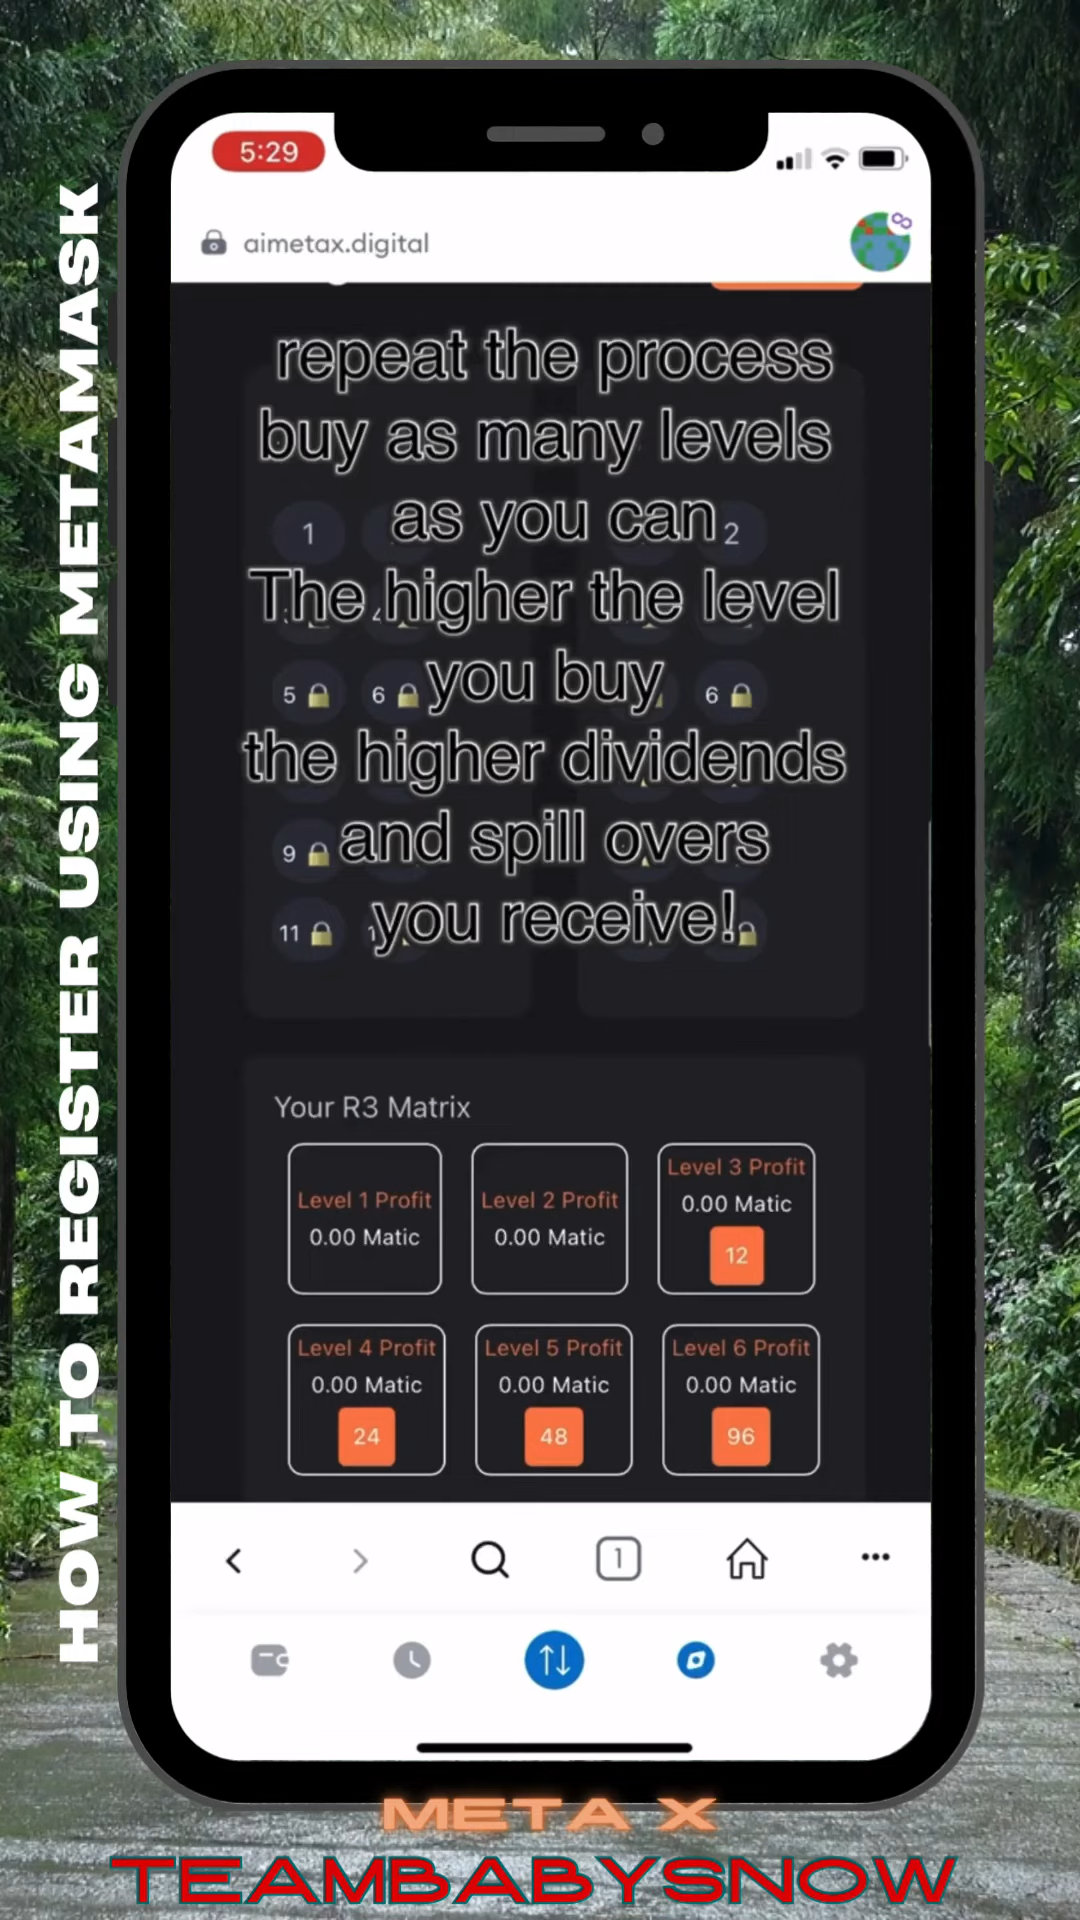 HOW TO REGISTER USING METAMASK
5:29
aimetax.digital
repeat the process
buy as many levels
as you can
The higher the level
you buy
the higher dividends
and spill overs
you receive!
1
2
5
6
6
9
11
Your R3 Matrix
Level 1 Profit
0.00 Matic
Level 2 Profit
0.00 Matic
Level 3 Profit
0.00 Matic
12
Level 4 Profit
0.00 Matic
24
Level 5 Profit
0.00 Matic
48
Level 6 Profit
0.00 Matic
96
1
META X
TEAMBABYSNOW